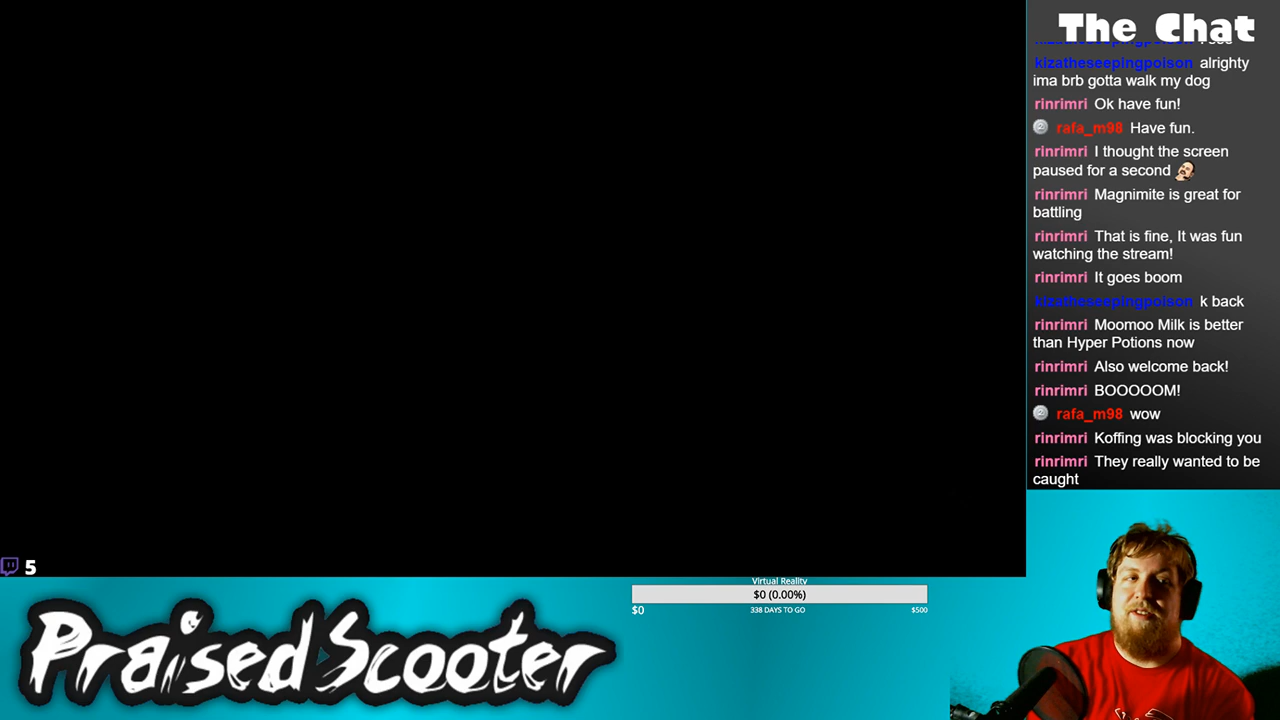 The Chat
kizatheseepingpoison alrighty
ima brb gotta walk my dog
rinrimri Ok have fun!
rafa_m98 Have fun.
rinrimri I thought the screen
paused for a second
rinrimri Magnimite is great for
battling
rinrimri That is fine, It was fun
watching the stream!
rinrimri It goes boom
kizatheseepingpoison k back
rinrimri Moomoo Milk is better
than Hyper Potions now
rinrimri Also welcome back!
rinrimri BOOOOOM!
rafa_m98 wow
rinrimri Koffing was blocking you
rinrimri They really wanted to be
caught
5
Virtual Reality
$0 (0.00%)
$0 338 DAYS TO GO $500
PraisedScooter